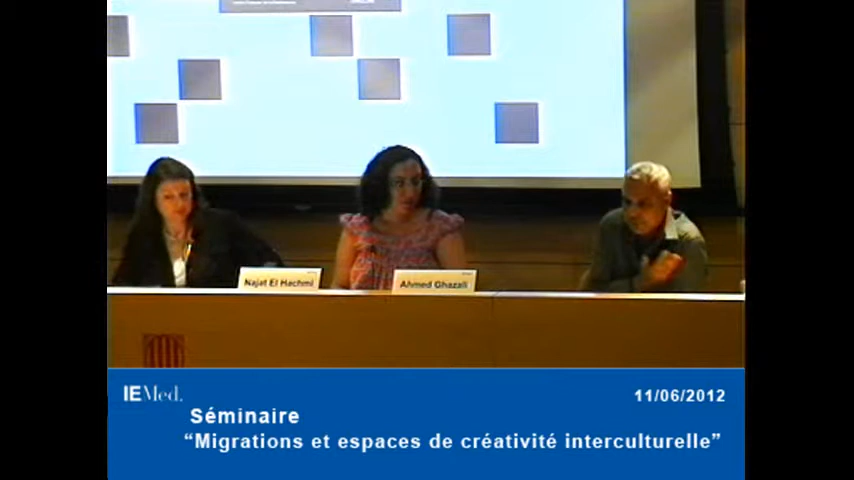 Najat El Hachmi
Ahmed Ghazali
IEMed.
11/06/2012
Séminaire
“Migrations et espaces de créativité interculturelle”